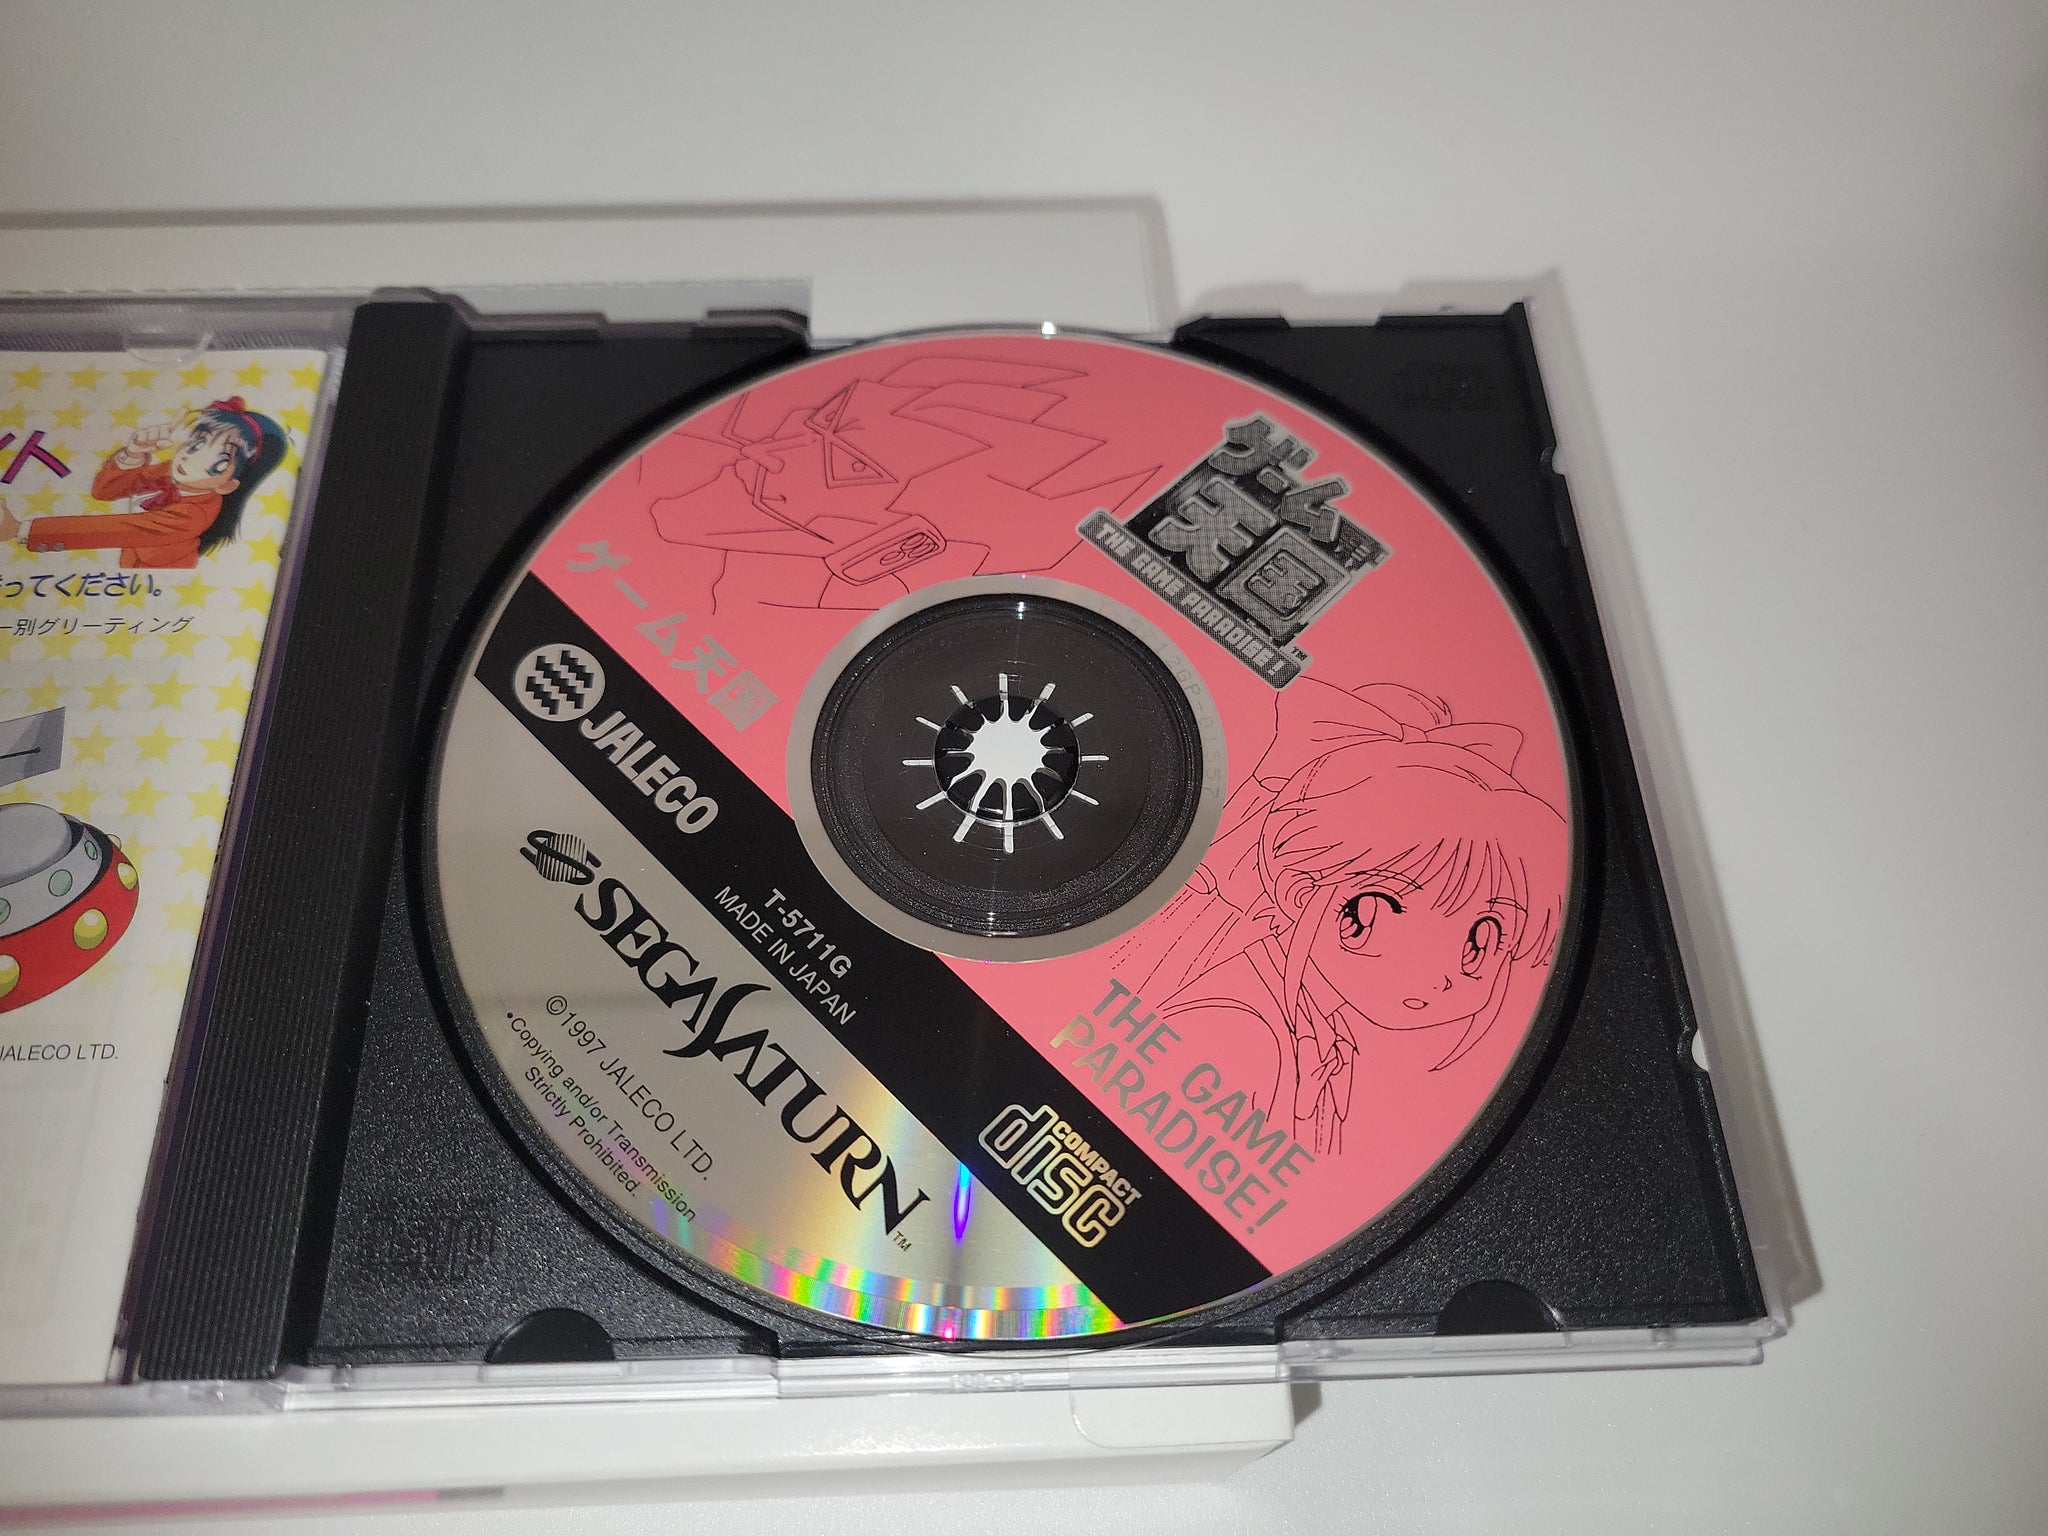 ってください。
ー別グリーティング
JALECO LTD.
ゲーム
天国
THE GAME PARADISE!
TM
ゲーム天国
JALECO
T-5711G
MADE IN JAPAN
SEGA SATURN
TM
©1997 JALECO LTD.
•Copying and/or Transmission
Strictly Prohibited.
COMPACT
disc
THE GAME
PARADISE!